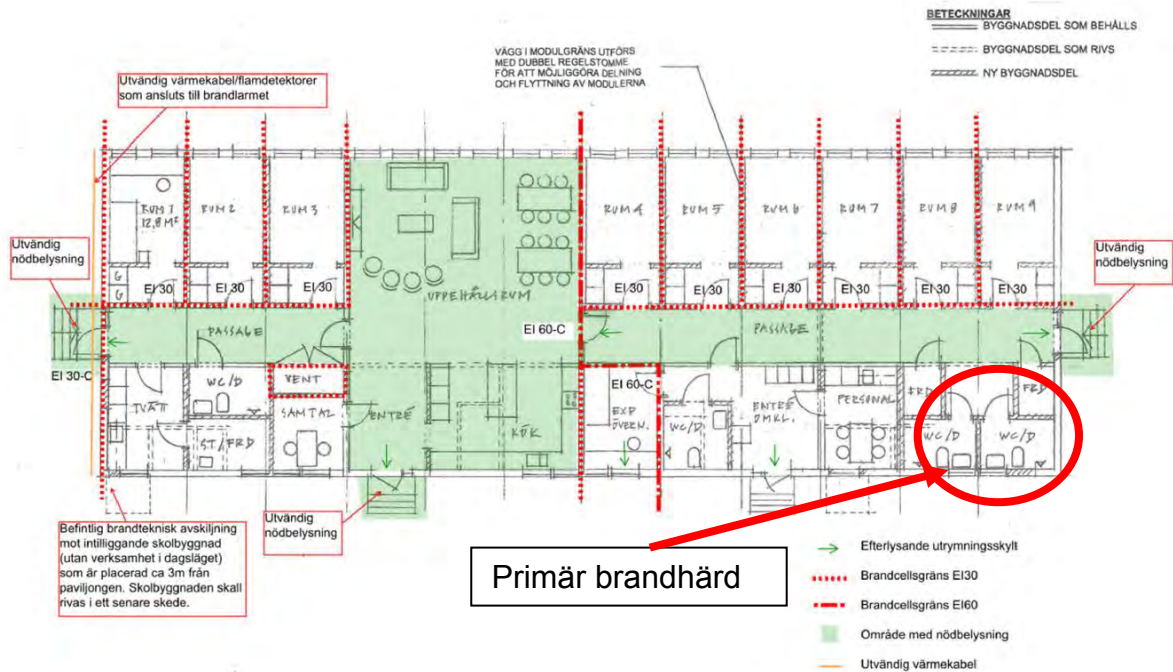 BETECKNINGAR
BYGGNADSDEL SOM BEHÅLLS
BYGGNADSDEL SOM RIVS
NY BYGGNADSDEL
VÄGG I MODULGRÄNS UTFÖRS
MED DUBBEL REGELSTOMME
FÖR ATT MÖJLIGGÖRA DELNING
OCH FLYTTNING AV MODULERNA
Utvändig värmekabel/flamdetektorer
som ansluts till brandlarmet
RUM 1
12,8 M²
RUM 2
RUM 3
RUM 4
RUM 5
RUM 6
RUM 7
RUM 8
RUM 9
Utvändig
nödbelysning
Utvändig
nödbelysning
G
G
EI 30
EI 30
EI 30
EI 30
EI 30
EI 30
EI 30
EI 30
EI 30
UPPEHÅLLSRUM
PASSAGE
EI 60-C
PASSAGE
EI 30-C
TVÄTT
WC/D
VENT
SAMTAL
ST/FRD
ENTRÉ
KÖK
EI 60-C
EXP
ÖVERN.
WC/D
ENTRÉ
OMKL.
PERSONAL
FRD
FRD
WC/D
WC/D
Utvändig
nödbelysning
Befintlig brandteknisk avskiljning
mot intilliggande skolbyggnad
(utan verksamhet i dagsläget)
som är placerad ca 3m från
paviljongen. Skolbyggnaden skall
rivas i ett senare skede.
Primär brandhärd
Efterlysande utrymningsskylt
Brandcellsgräns EI30
Brandcellsgräns EI60
Område med nödbelysning
Utvändig värmekabel